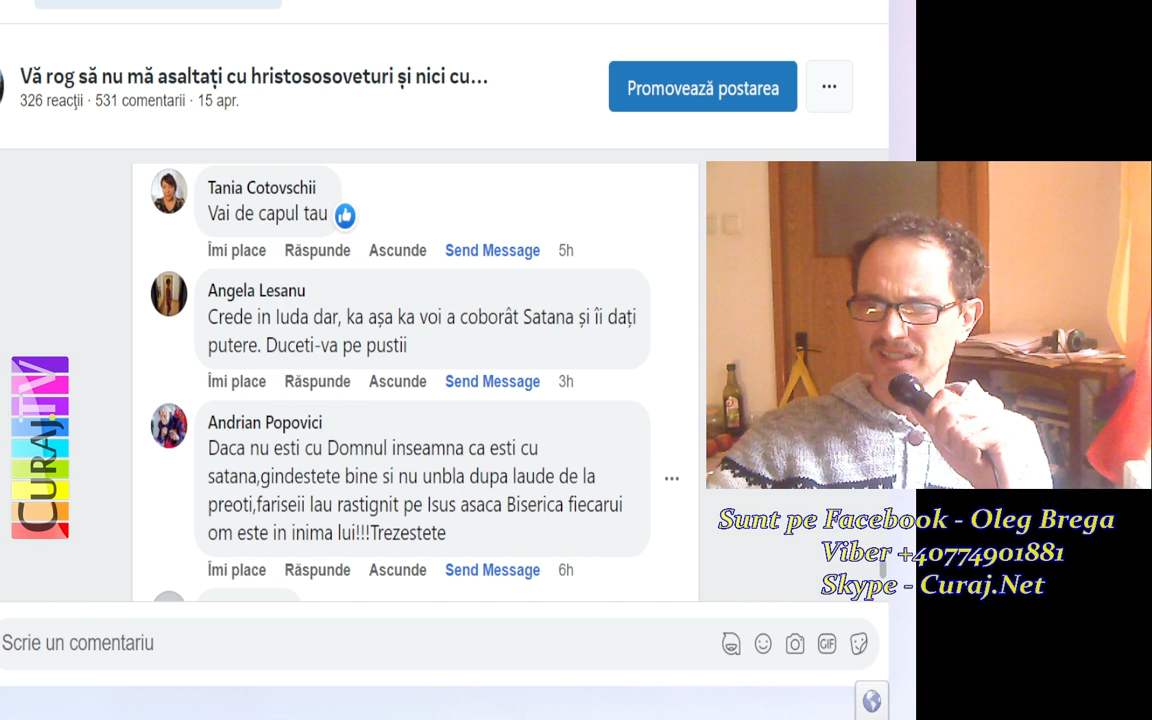 Vă rog să nu mă asaltați cu hristososoveturi și nici cu...
326 reacții · 531 comentarii · 15 apr.
Promovează postarea
Tania Cotovschii
Vai de capul tau
Îmi place Răspunde Ascunde Send Message 5h
Angela Lesanu
Crede in Iuda dar, ka așa ka voi a coborât Satana și îi dați
putere. Duceti-va pe pustii
Îmi place Răspunde Ascunde Send Message 3h
Andrian Popovici
Daca nu esti cu Domnul inseamna ca esti cu
satana,gindestete bine si nu unbla dupa laude de la
preoti,fariseii lau rastignit pe Isus asaca Biserica fiecarui
om este in inima lui!!!Trezestete
Îmi place Răspunde Ascunde Send Message 6h
Scrie un comentariu
GIF
CURAJ.TV
Sunt pe Facebook - Oleg Brega
Viber +40774901881
Skype - Curaj.Net